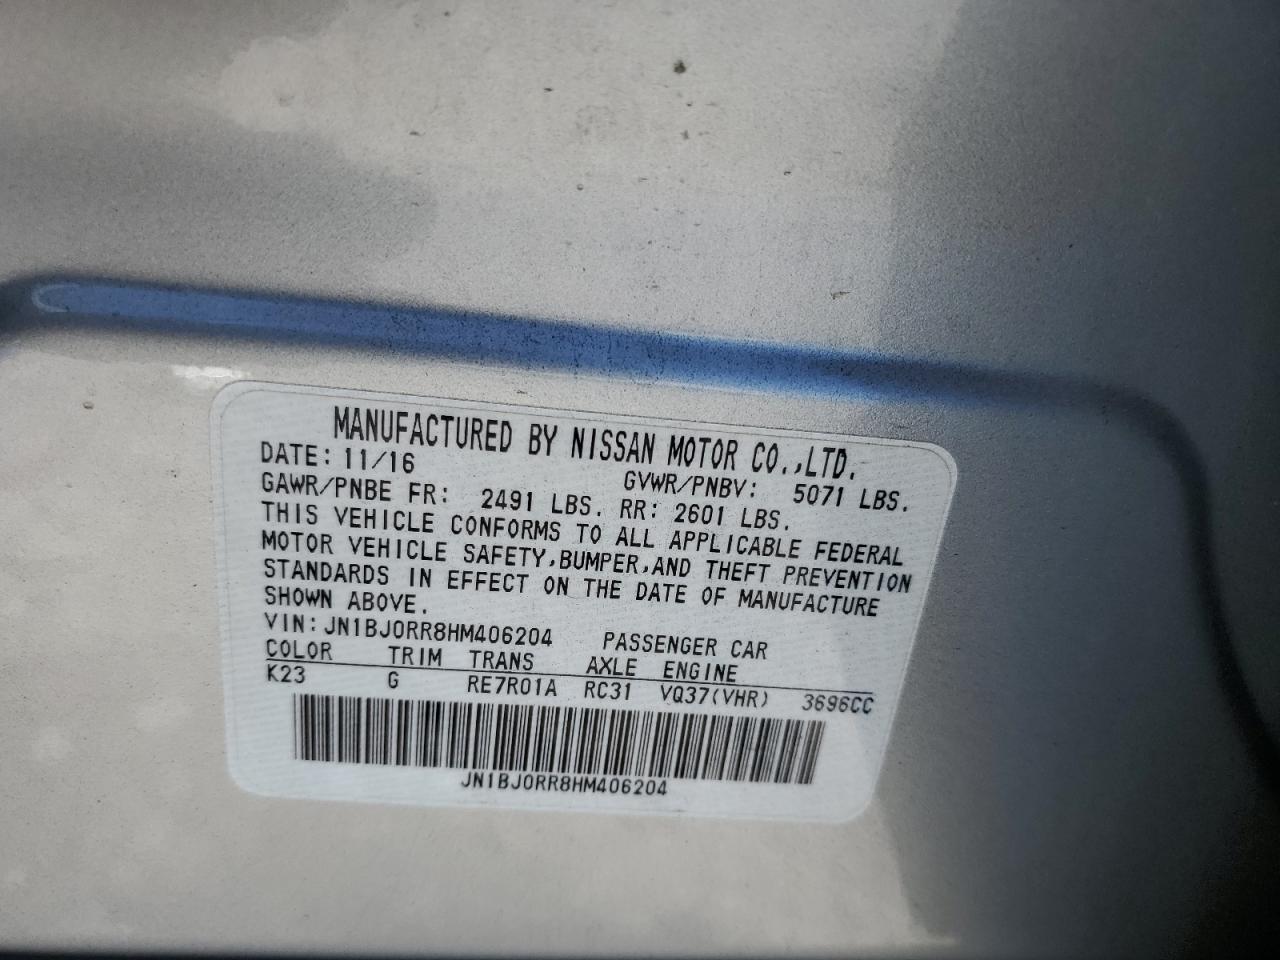 MANUFACTURED BY NISSAN MOTOR CO.,LTD.
DATE: 11/16 GVWR/PNBV: 5071 LBS.
GAWR/PNBE FR: 2491 LBS. RR: 2601 LBS.
THIS VEHICLE CONFORMS TO ALL APPLICABLE FEDERAL
MOTOR VEHICLE SAFETY,BUMPER,AND THEFT PREVENTION
STANDARDS IN EFFECT ON THE DATE OF MANUFACTURE
SHOWN ABOVE.
VIN: JN1BJ0RR8HM406204 PASSENGER CAR
COLOR TRIM TRANS AXLE ENGINE
K23 G RE7R01A RC31 VQ37(VHR) 3696CC
JN1BJ0RR8HM406204